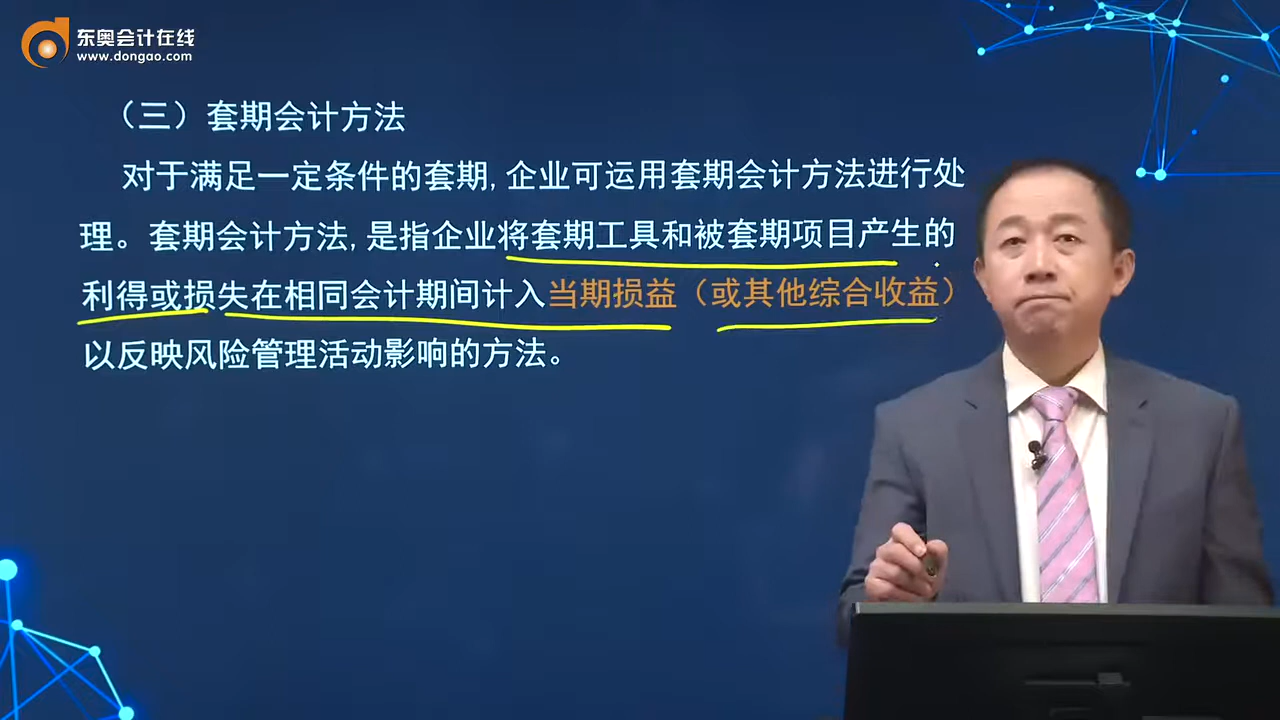 东奥会计在线
www.dongao.com
（三）套期会计方法
对于满足一定条件的套期,企业可运用套期会计方法进行处
理。套期会计方法,是指企业将套期工具和被套期项目产生的
利得或损失在相同会计期间计入当期损益（或其他综合收益）
以反映风险管理活动影响的方法。